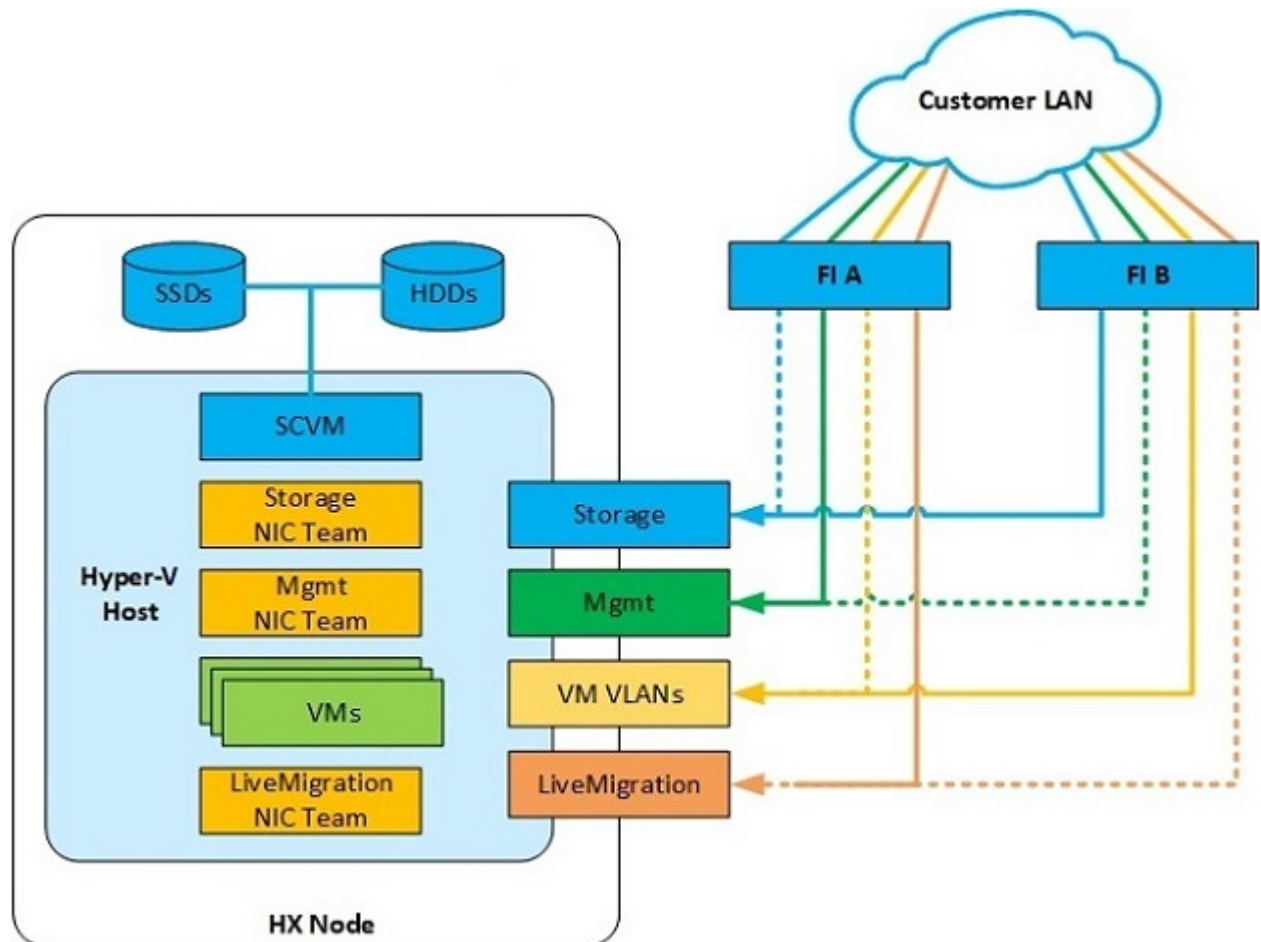 Customer LAN
FI A
FI B
SSDs
HDDs
SCVM
Storage
NIC Team
Storage
Hyper-V
Host
Mgmt
NIC Team
Mgmt
VMs
VM VLANs
LiveMigration
NIC Team
LiveMigration
HX Node